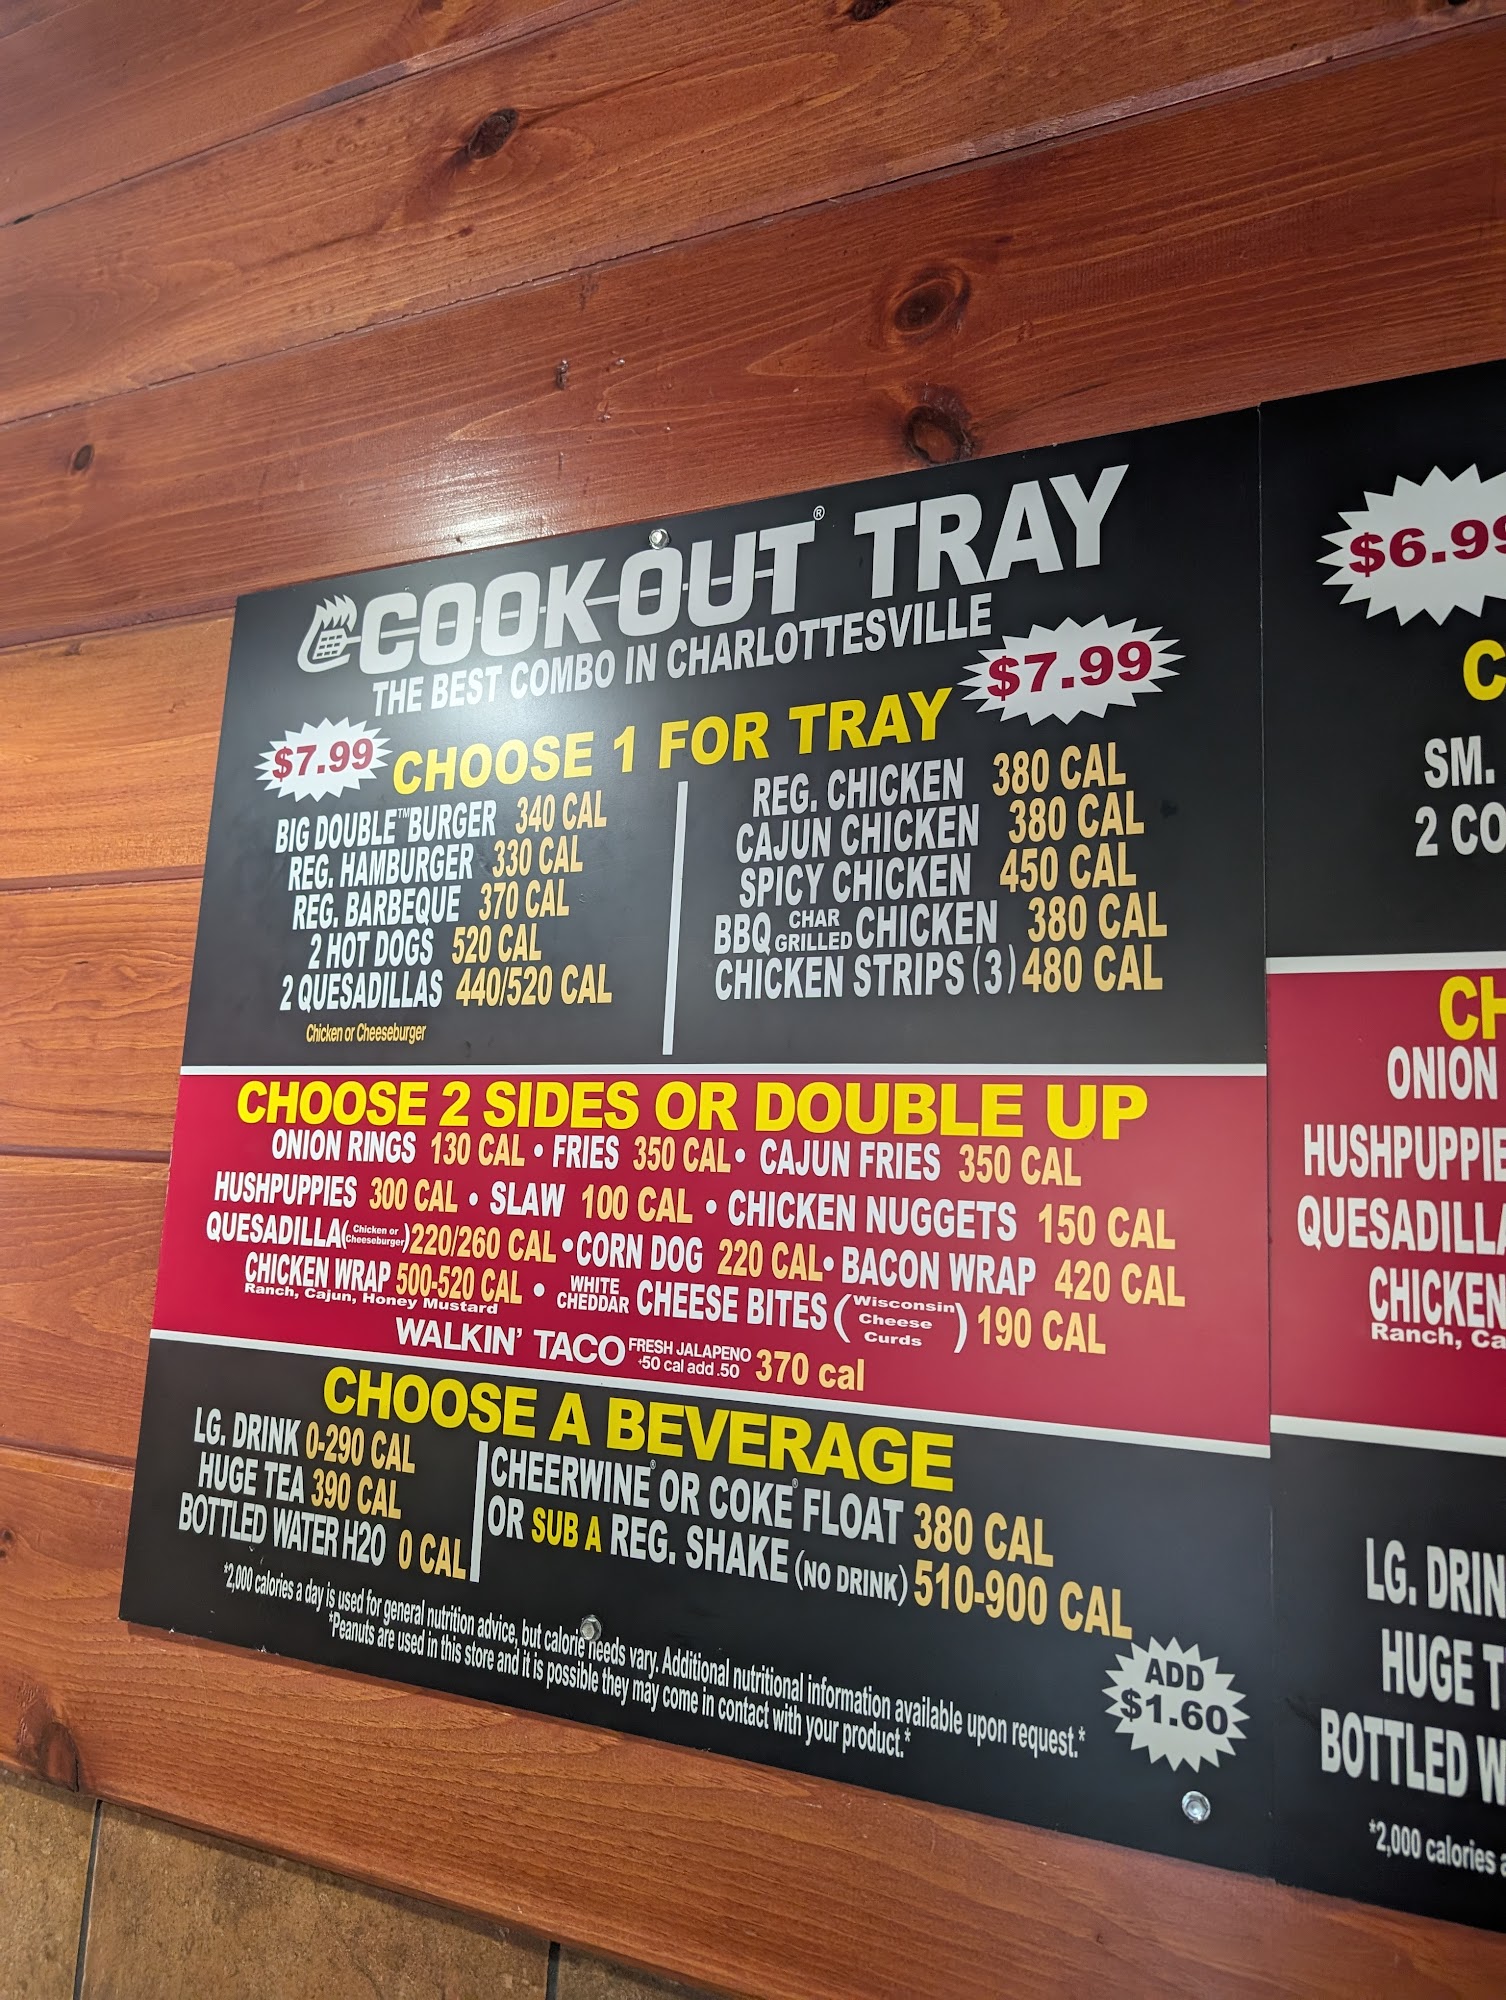 COOK-OUT® TRAY
THE BEST COMBO IN CHARLOTTESVILLE
$7.99 CHOOSE 1 FOR TRAY $7.99
BIG DOUBLE™BURGER 340 CAL
REG. HAMBURGER 330 CAL
REG. BARBEQUE 370 CAL
2 HOT DOGS 520 CAL
2 QUESADILLAS 440/520 CAL
Chicken or Cheeseburger
REG. CHICKEN 380 CAL
CAJUN CHICKEN 380 CAL
SPICY CHICKEN 450 CAL
BBQ CHAR GRILLED CHICKEN 380 CAL
CHICKEN STRIPS (3) 480 CAL
CHOOSE 2 SIDES OR DOUBLE UP
ONION RINGS 130 CAL • FRIES 350 CAL • CAJUN FRIES 350 CAL
HUSHPUPPIES 300 CAL • SLAW 100 CAL • CHICKEN NUGGETS 150 CAL
QUESADILLA (Chicken or Cheeseburger) 220/260 CAL • CORN DOG 220 CAL • BACON WRAP 420 CAL
CHICKEN WRAP 500-520 CAL • WHITE CHEDDAR CHEESE BITES (Wisconsin Cheese Curds) 190 CAL
Ranch, Cajun, Honey Mustard
WALKIN' TACO FRESH JALAPENO +50 cal add .50 370 cal
CHOOSE A BEVERAGE
LG. DRINK 0-290 CAL
HUGE TEA 390 CAL
BOTTLED WATER H2O 0 CAL
CHEERWINE® OR COKE® FLOAT 380 CAL
OR SUB A REG. SHAKE (NO DRINK) 510-900 CAL
ADD $1.60
*2,000 calories a day is used for general nutrition advice, but calorie needs vary. Additional nutritional information available upon request.*
*Peanuts are used in this store and it is possible they may come in contact with your product.*
$6.99
C
SM.
2 CO
CH
ONION
HUSHPUPPIE
QUESADILLA
CHICKEN
Ranch, Ca
LG. DRIN
HUGE T
BOTTLED W
*2,000 calories a